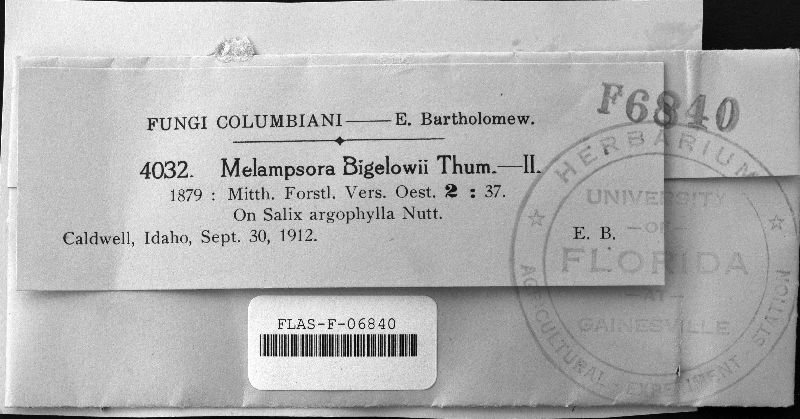 F6840
FUNGI COLUMBIANI—E. Bartholomew.
4032. Melampsora Bigelowii Thum.—II.
1879 : Mitth. Forstl. Vers. Oest. 2 : 37.
On Salix argophylla Nutt.
Caldwell, Idaho, Sept. 30, 1912. E. B.
HERBARIUM
UNIVERSITY
—OF—
FLORIDA
—AT—
GAINESVILLE
AGRICULTURAL EXPERIMENT STATION
FLAS-F-06840